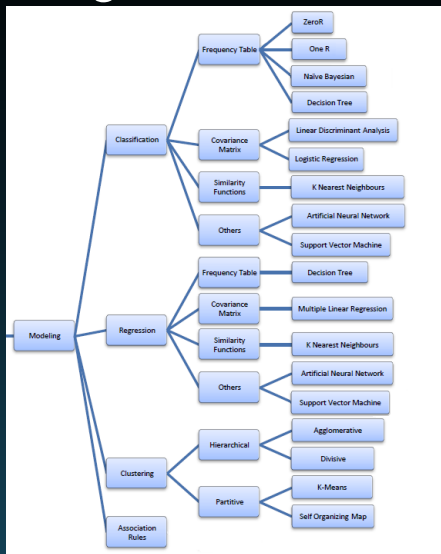 ZeroR
Frequency Table
One R
Naïve Bayesian
Decision Tree
Classification
Covariance
Matrix
Linear Discriminant Analysis
Logistic Regression
Similarity
Functions
K Nearest Neighbours
Others
Artificial Neural Network
Support Vector Machine
Frequency Table
Decision Tree
Modeling
Regression
Covariance
Matrix
Multiple Linear Regression
Similarity
Functions
K Nearest Neighbours
Others
Artificial Neural Network
Support Vector Machine
Clustering
Hierarchical
Agglomerative
Divisive
Partitive
K-Means
Self Organizing Map
Association
Rules